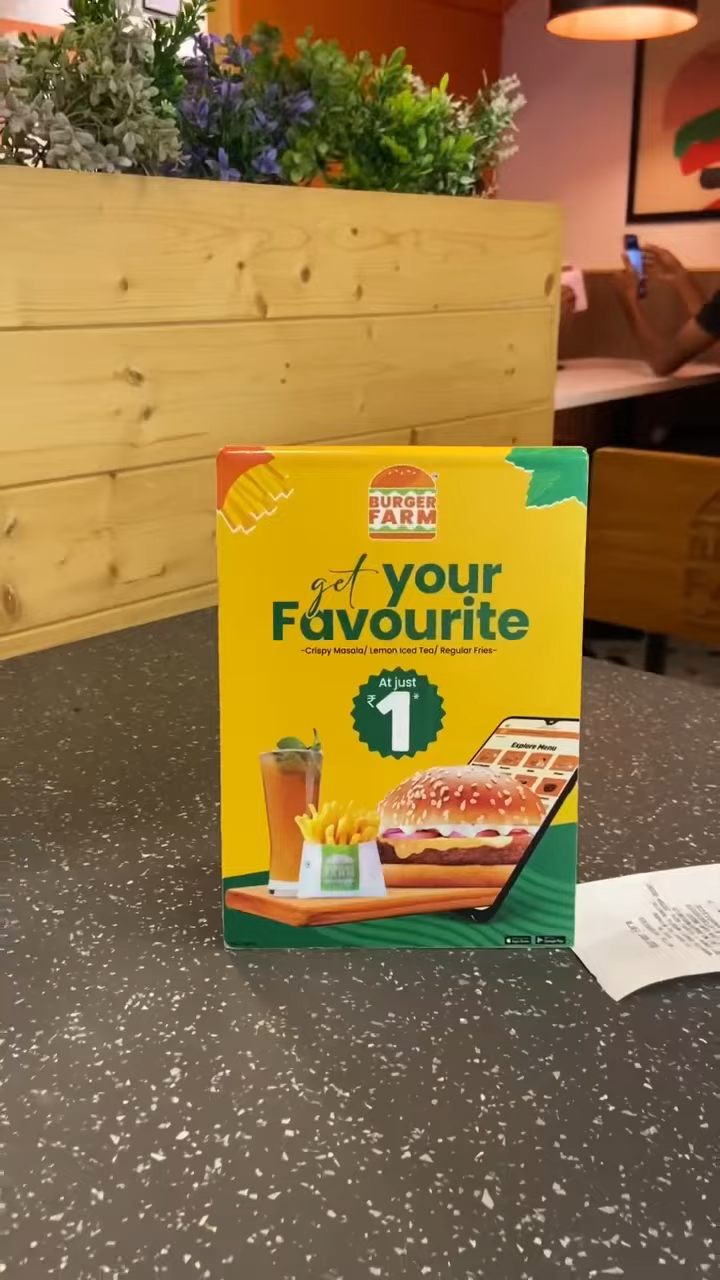 BURGER
FARM
get your
Favourite
-Crispy Masala/ Lemon Iced Tea/ Regular Fries-
At just
₹1*
Explore Menu